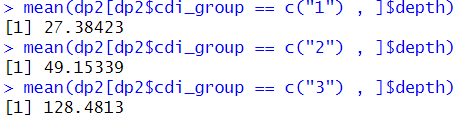 > mean(dp2[dp2$cdi_group == c("1") , ]$depth)
[1] 27.38423
> mean(dp2[dp2$cdi_group == c("2") , ]$depth)
[1] 49.15339
> mean(dp2[dp2$cdi_group == c("3") , ]$depth)
[1] 128.4813